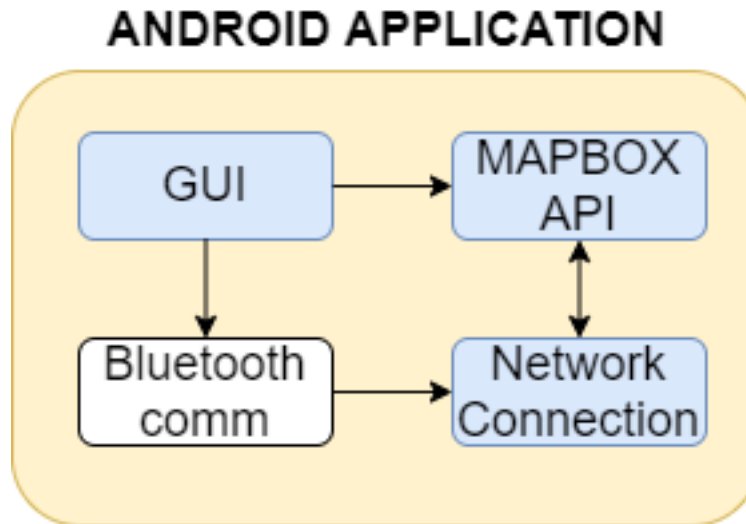 ANDROID APPLICATION
GUI
MAPBOX
API
Bluetooth
comm
Network
Connection